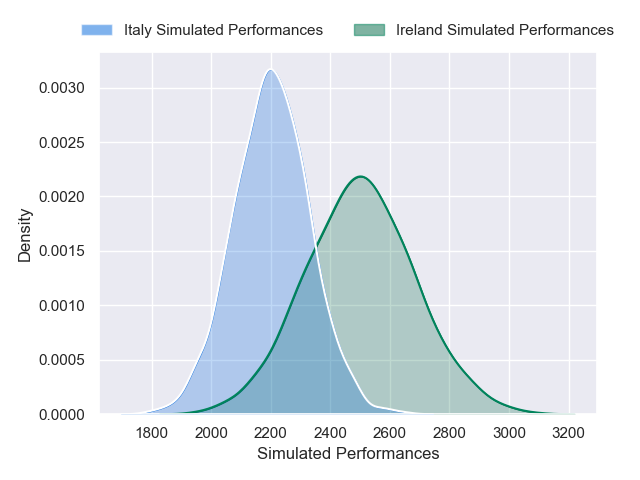 Italy Simulated Performances
Ireland Simulated Performances
0.0030
0.0025
0.0020
0.0015
0.0010
0.0005
0.0000
Density
1800 2000 2200 2400 2600 2800 3000 3200
Simulated Performances